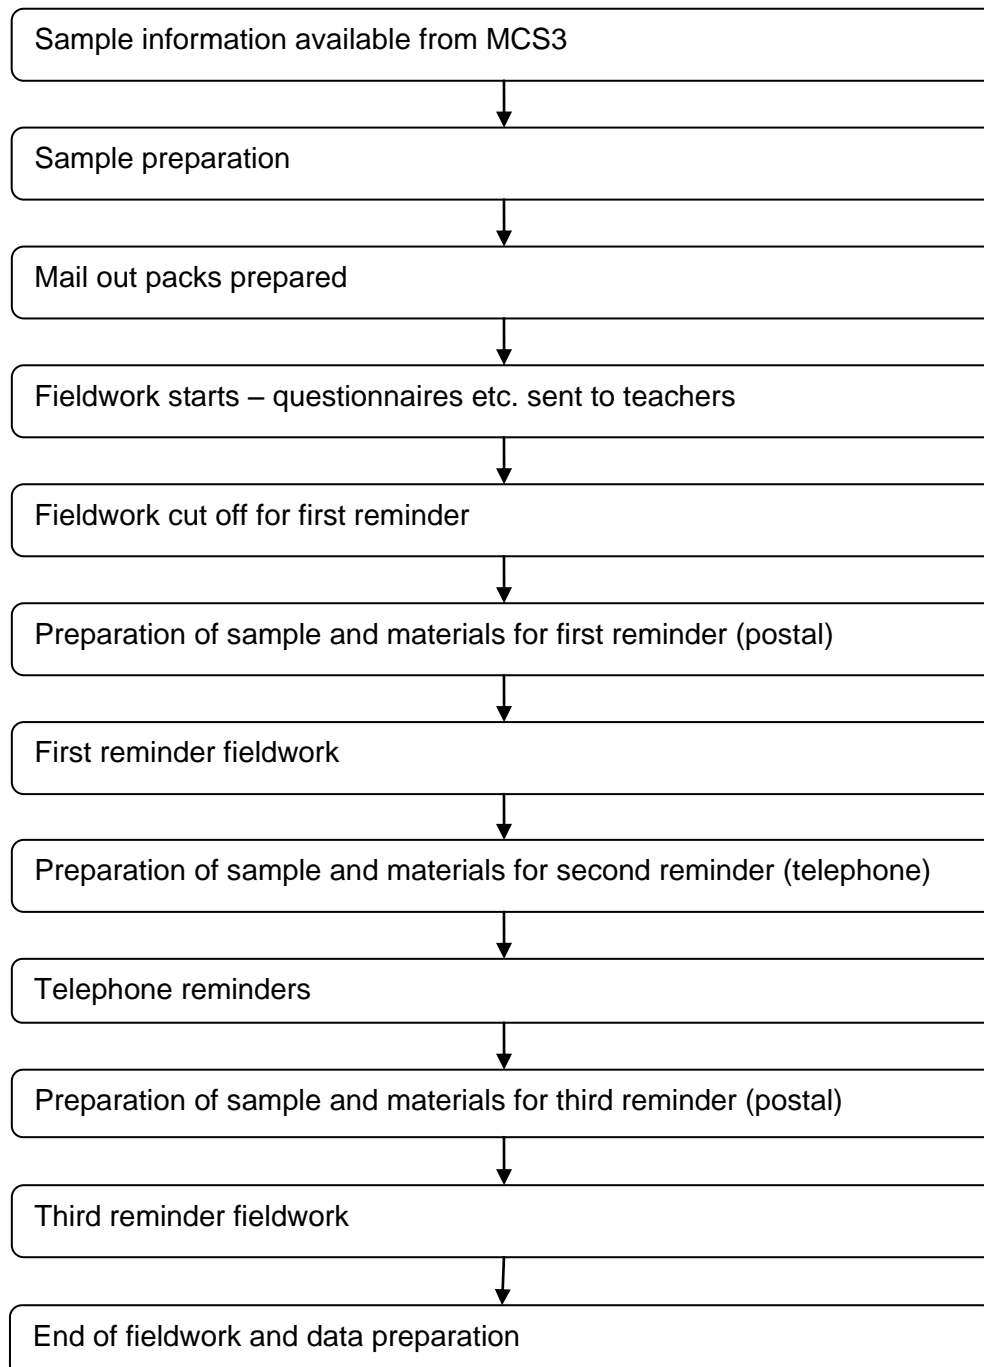 Sample information available from MCS3
Sample preparation
Mail out packs prepared
Fieldwork starts – questionnaires etc. sent to teachers
Fieldwork cut off for first reminder
Preparation of sample and materials for first reminder (postal)
First reminder fieldwork
Preparation of sample and materials for second reminder (telephone)
Telephone reminders
Preparation of sample and materials for third reminder (postal)
Third reminder fieldwork
End of fieldwork and data preparation